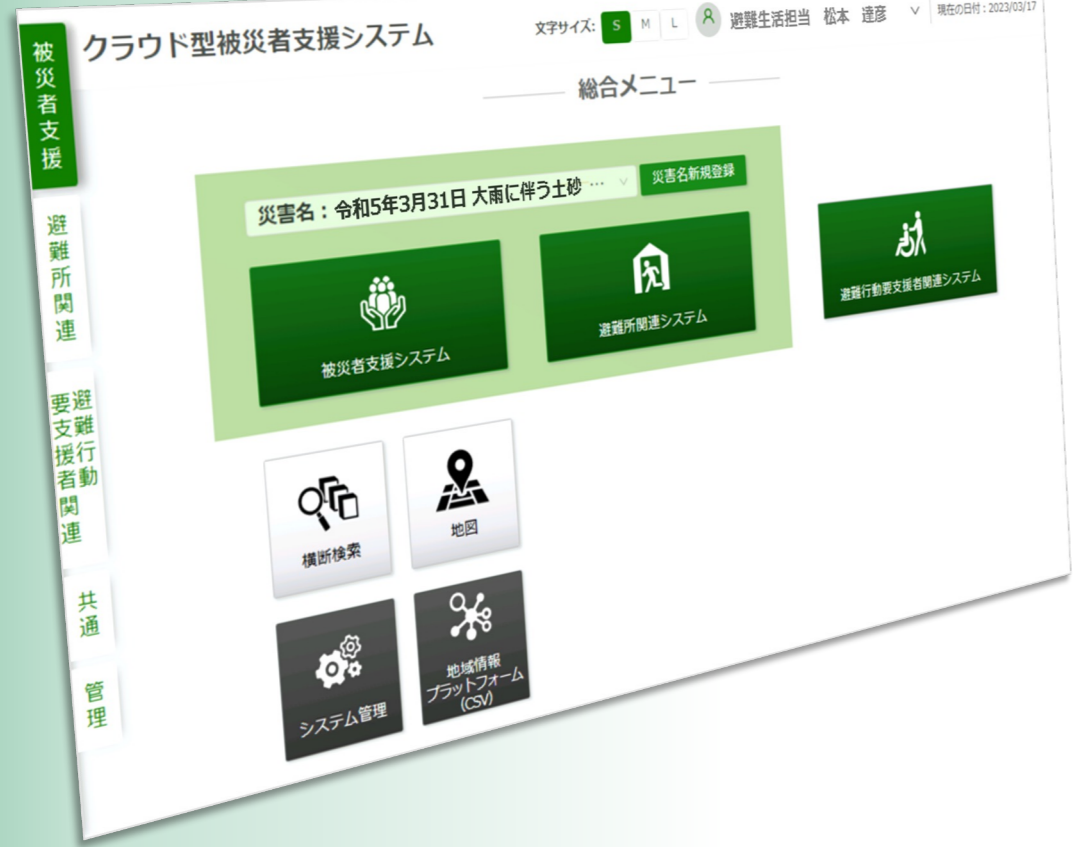 クラウド型被災者支援システム
文字サイズ: S M L
避難生活担当 松本 達彦
現在の日付 : 2023/03/17
総合メニュー
被災者支援
避難所関連
避難行動
要支援者関連
共通
管理
災害名：令和5年3月31日 大雨に伴う土砂 …
災害名新規登録
被災者支援システム
避難所関連システム
避難行動要支援者関連システム
横断検索
地図
システム管理
地域情報
プラットフォーム
(CSV)